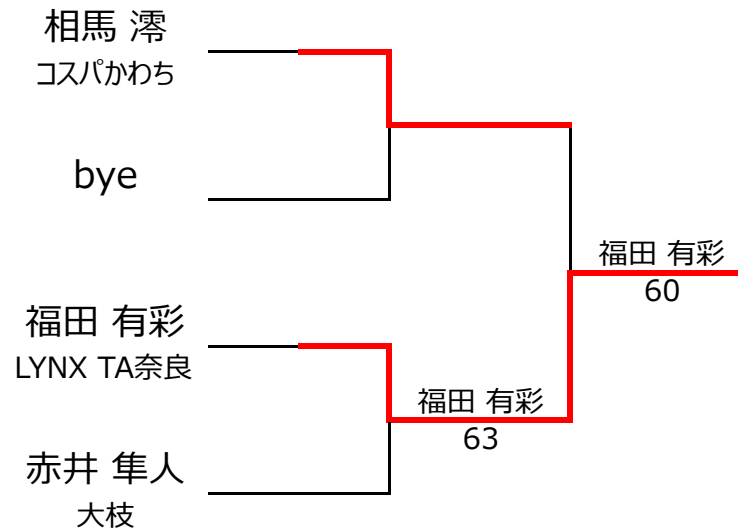 相馬 澪
コスパかわち
bye
福田 有彩
60
福田 有彩
LYNX TA奈良
福田 有彩
63
赤井 隼人
大枝